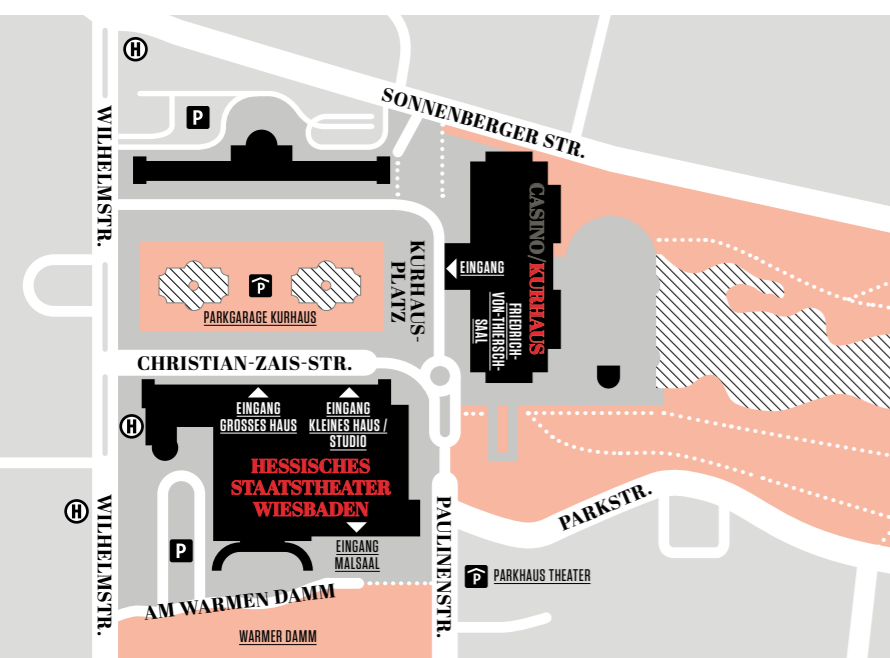 H
SONNENBERGER STR.
P
WILHELMSTR.
CASINO/KURHAUS
KURHAUS-
PLATZ
EINGANG
P
PARKGARAGE KURHAUS
FRIEDRICH-
VON-THIERSCH-
SAAL
CHRISTIAN-ZAIS-STR.
H
EINGANG
GROSSES HAUS
EINGANG
KLEINES HAUS /
STUDIO
HESSISCHES
STAATSTHEATER
WIESBADEN
H
WILHELMSTR.
P
EINGANG
MALSAAL
PAULINENSTR.
PARKSTR.
P
PARKHAUS THEATER
AM WARMEN DAMM
WARMER DAMM